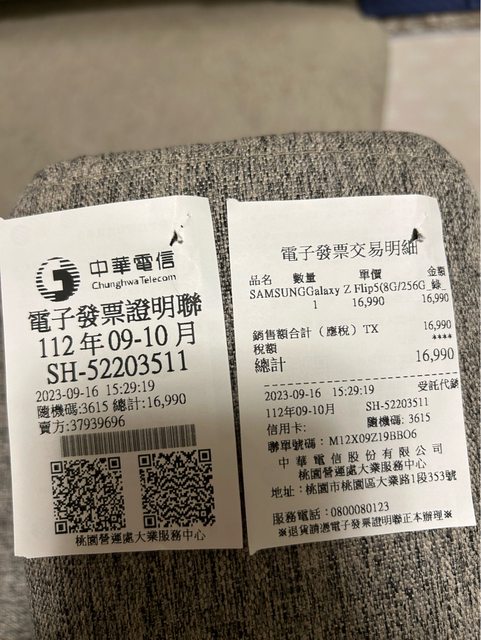 中華電信
Chunghwa Telecom
電子發票證明聯
112年09-10月
SH-52203511
2023-09-16 15:29:19
隨機碼:3615 總計:16,990
賣方:37939696
桃園營運處大業服務中心
電子發票交易明細
品名 數量 單價 金額
SAMSUNGGalaxy Z Flip5(8G/256G_綠_
1 16,990 16,990
銷售額合計（應稅）TX 16,990
稅額 ****
總計 16,990
2023-09-16 15:29:19 受託代銷
112年09-10月 SH-52203511
信用卡: 隨機碼: 3615
聯單號碼：M12X09Z19BBO6
中華電信股份有限公司
桃園營運處大業服務中心
地址：桃園市桃園區大業路1段353號
服務電話：0800080123
※退貨請憑電子發票證明聯正本辦理※